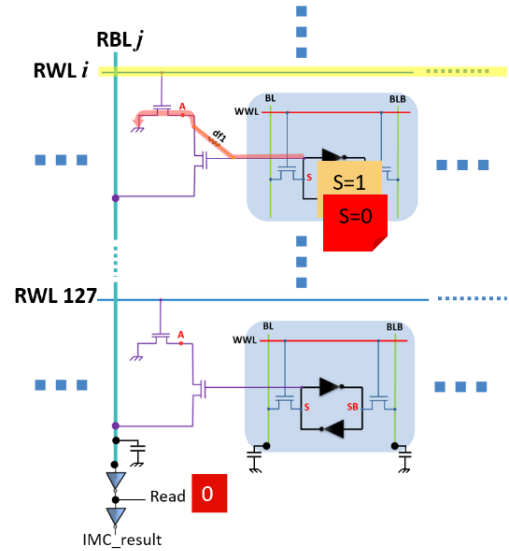 RBL j
RWL i
BL
BLB
WWL
A
df1
S
S=1
S=0
RWL 127
BL
BLB
WWL
A
S
SB
Read 0
IMC_result